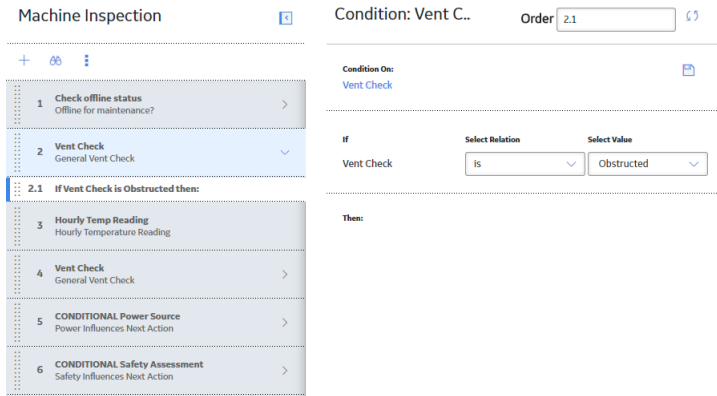 Machine Inspection
1 Check offline status
Offline for maintenance?
2 Vent Check
General Vent Check
2.1 If Vent Check is Obstructed then:
3 Hourly Temp Reading
Hourly Temperature Reading
4 Vent Check
General Vent Check
5 CONDITIONAL Power Source
Power Influences Next Action
6 CONDITIONAL Safety Assessment
Safety Influences Next Action
Condition: Vent C.. Order 2.1
Condition On:
Vent Check
If Select Relation Select Value
Vent Check is Obstructed
Then: